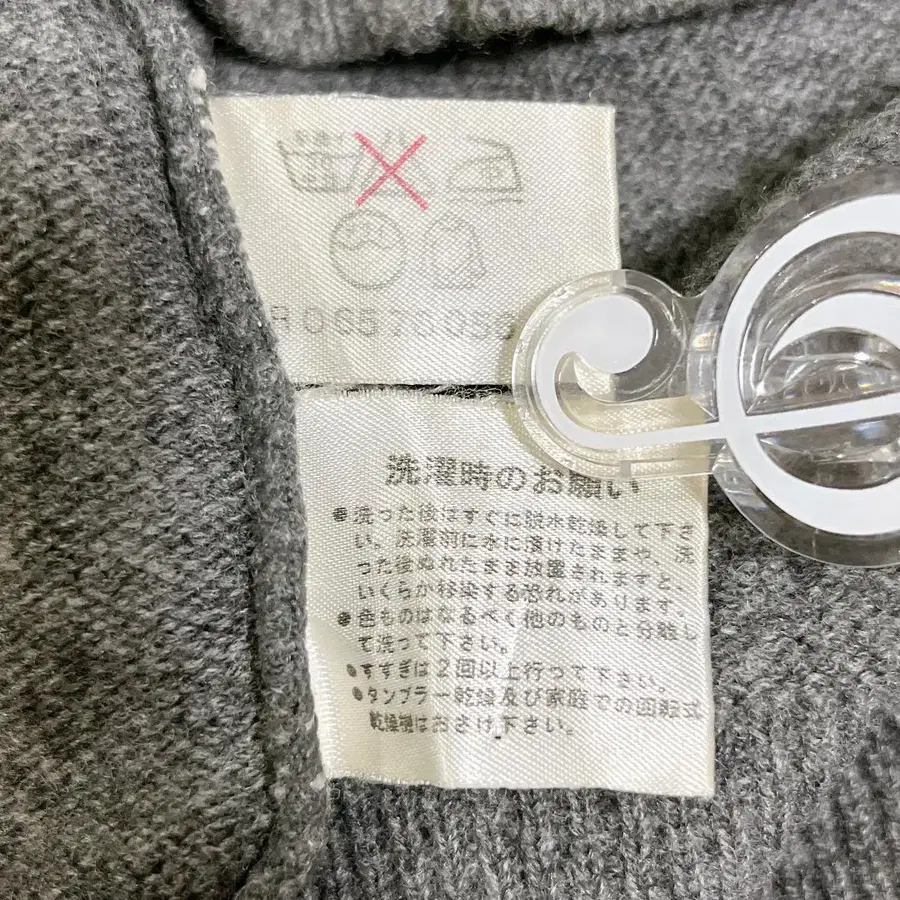 洗濯時のお願い
●洗った後はすぐに脱水乾燥して下さ
い。洗濯前に水に漬けたままや、洗
った後ぬれたまま放置されますと、
いくらか移染する恐れがあります。
●色ものはなるべく他のものと分離し
て洗って下さい。
●すすぎは2回以上行って下さい。
●タンブラー乾燥及び家庭での回転式
乾燥機はおさけ下さい。